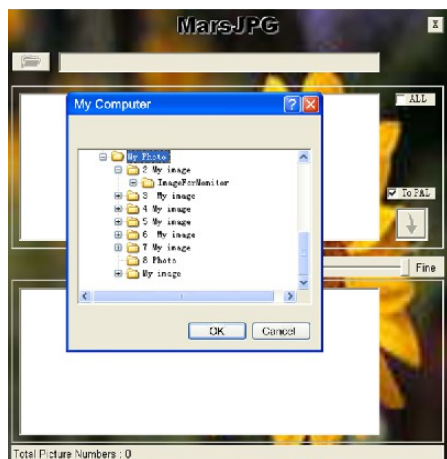 MarsJPG
X
ALL
My Computer
? X
My Photo
2 My image
ImageForMonitor
3 My image
4 My image
5 My image
6 My image
7 My image
8 Photo
My image
To PAL
Fine
OK Cancel
Total Picture Numbers : 0